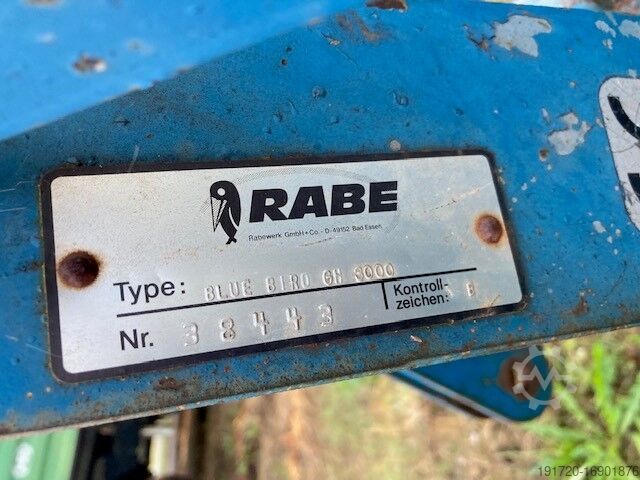 RABE
Rabewerk GmbH+Co. - D-49152 Bad Essen
Type: BLUE BIRD GH 6000
Kontroll-
zeichen: B
Nr. 38443
191720-16901876